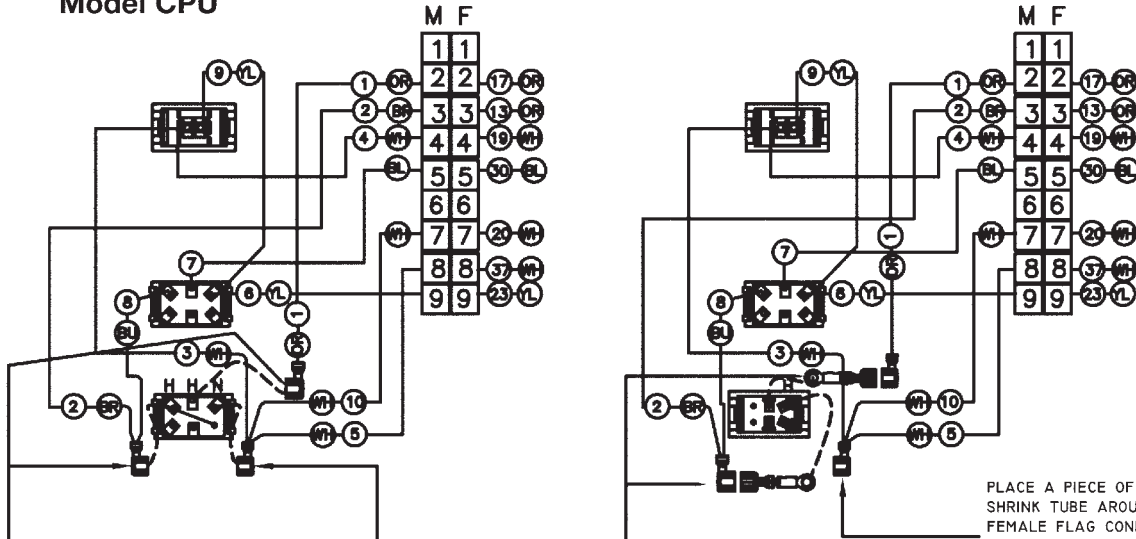 Model CPU
M F
1 1
2 2
3 3
4 4
5 5
6 6
7 7
8 8
9 9
9 YL
1 OR
2 BR
4 WH
BL
WH
17 OR
13 OR
19 WH
30 BL
20 WH
37 WH
23 YL
7
8
BL
6 YL
1
OR
3 WH
H H H
2 BR
WH 10
WH 5
M F
1 1
2 2
3 3
4 4
5 5
6 6
7 7
8 8
9 9
9 YL
1 OR
2 BR
4 WH
BL
WH
17 OR
13 OR
19 WH
30 BL
20 WH
37 WH
23 YL
1
OR
7
8
BL
6 YL
3 WH
H
2 BR
WH 10
WH 5
PLACE A PIECE OF
SHRINK TUBE
FEMALE FLAG